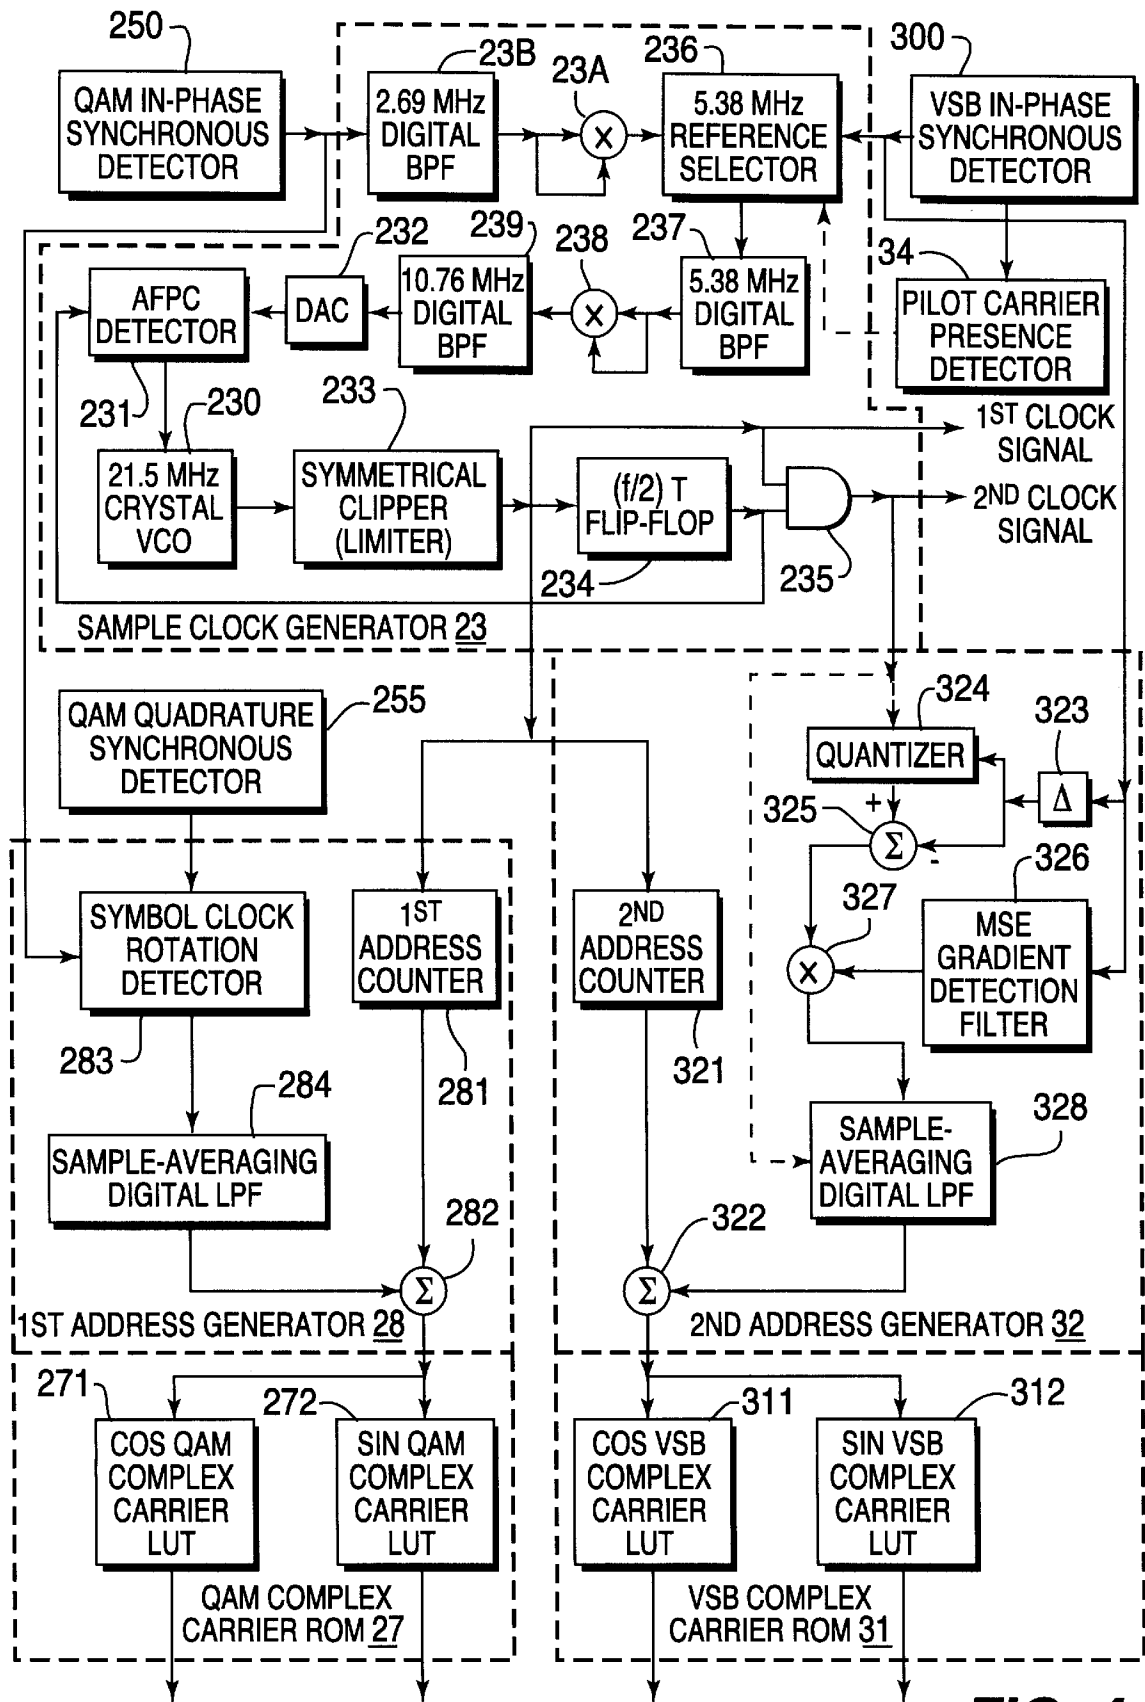 250
23B
236
300
23A
QAM IN-PHASE
SYNCHRONOUS
DETECTOR
2.69 MHz
DIGITAL
BPF
×
5.38 MHz
REFERENCE
SELECTOR
VSB IN-PHASE
SYNCHRONOUS
DETECTOR
232
239
238
237
34
AFPC
DETECTOR
DAC
10.76 MHz
DIGITAL
BPF
×
5.38 MHz
DIGITAL
BPF
PILOT CARRIER
PRESENCE
DETECTOR
231
230
233
1ST CLOCK
SIGNAL
21.5 MHz
CRYSTAL
VCO
SYMMETRICAL
CLIPPER
(LIMITER)
(f/2) T
FLIP-FLOP
2ND CLOCK
SIGNAL
234
235
SAMPLE CLOCK GENERATOR 23
255
324
323
QAM QUADRATURE
SYNCHRONOUS
DETECTOR
QUANTIZER
Δ
+
325
Σ
-
326
327
SYMBOL CLOCK
ROTATION
DETECTOR
1ST
ADDRESS
COUNTER
2ND
ADDRESS
COUNTER
×
MSE
GRADIENT
DETECTION
FILTER
283
281
321
284
328
SAMPLE-AVERAGING
DIGITAL LPF
SAMPLE-
AVERAGING
DIGITAL LPF
282
322
Σ
Σ
1ST ADDRESS GENERATOR 28
2ND ADDRESS GENERATOR 32
271
272
311
312
COS QAM
COMPLEX
CARRIER
LUT
SIN QAM
COMPLEX
CARRIER
LUT
COS VSB
COMPLEX
CARRIER
LUT
SIN VSB
COMPLEX
CARRIER
LUT
QAM COMPLEX
CARRIER ROM 27
VSB COMPLEX
CARRIER ROM 31